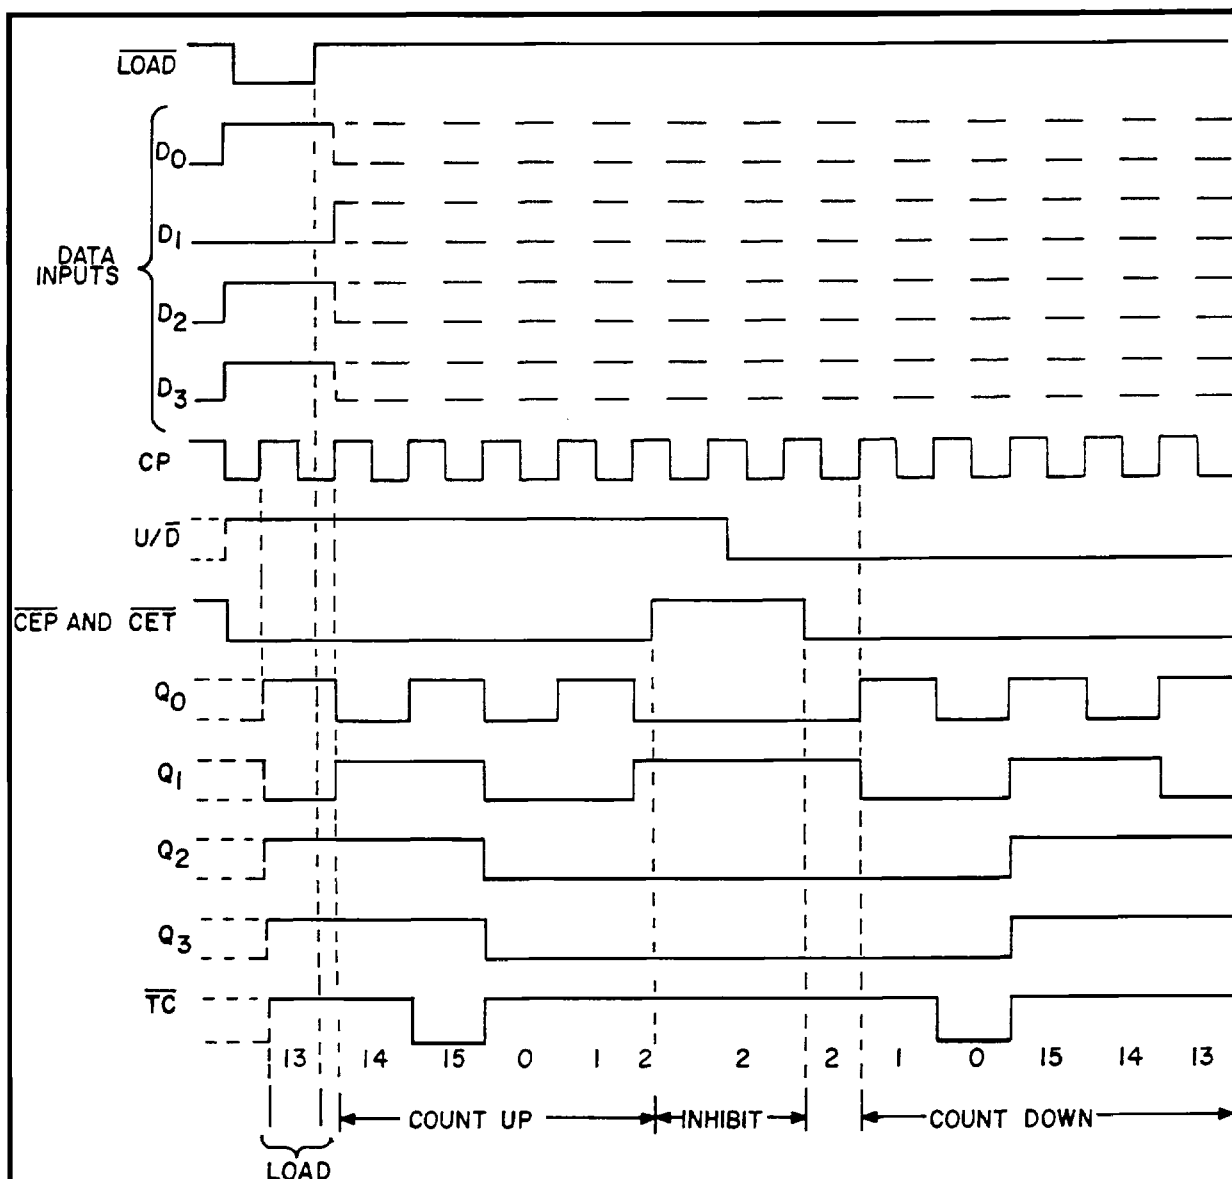 LOAD
D0
D1
DATA
INPUTS
D2
D3
CP
U/D
CEP AND CET
Q0
Q1
Q2
Q3
TC
13 14 15 0 1 2 2 2 1 0 15 14 13
COUNT UP INHIBIT COUNT DOWN
LOAD